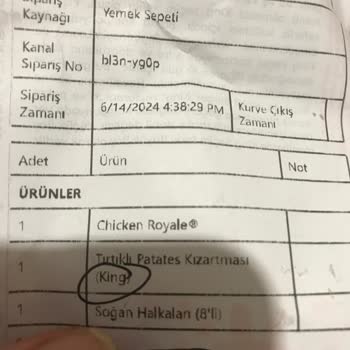 Kaynağı Yemek Sepeti
Kanal
Sipariş No bl3n-yg0p
Sipariş
Zamanı 6/14/2024 4:38:29 PM Kurye Çıkış
Zamanı
Adet Ürün Not
ÜRÜNLER
1 Chicken Royale®
1 Tırtıklı Patates Kızartması
(King)
1 Soğan Halkaları (8'li)